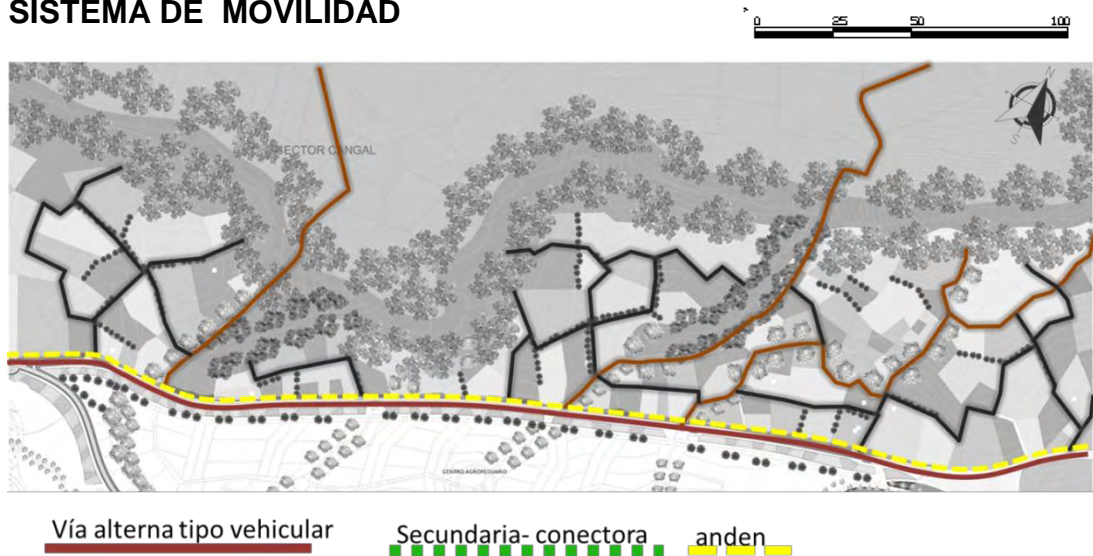 SISTEMA DE MOVILIDAD
0 25 50 100
N
S
SECTOR CANGAL
CENTRO AGROPECUARIO
Vía alterna tipo vehicular
Secundaria- conectora
anden